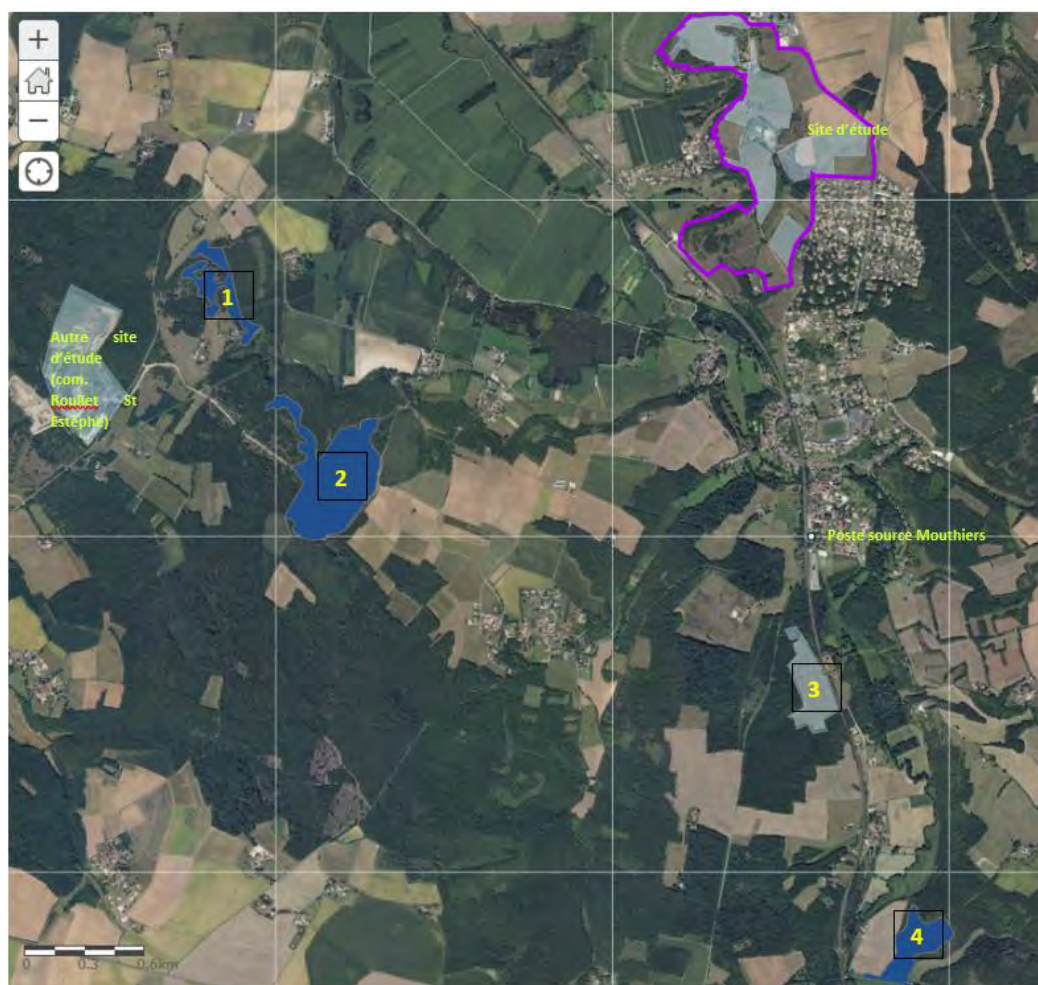 +
−
Site d'étude
1
Autre site
d'étude
(com.
Roullet St
Estèphe)
2
Poste source Mouthiers
3
4
0 0.3 0.6km